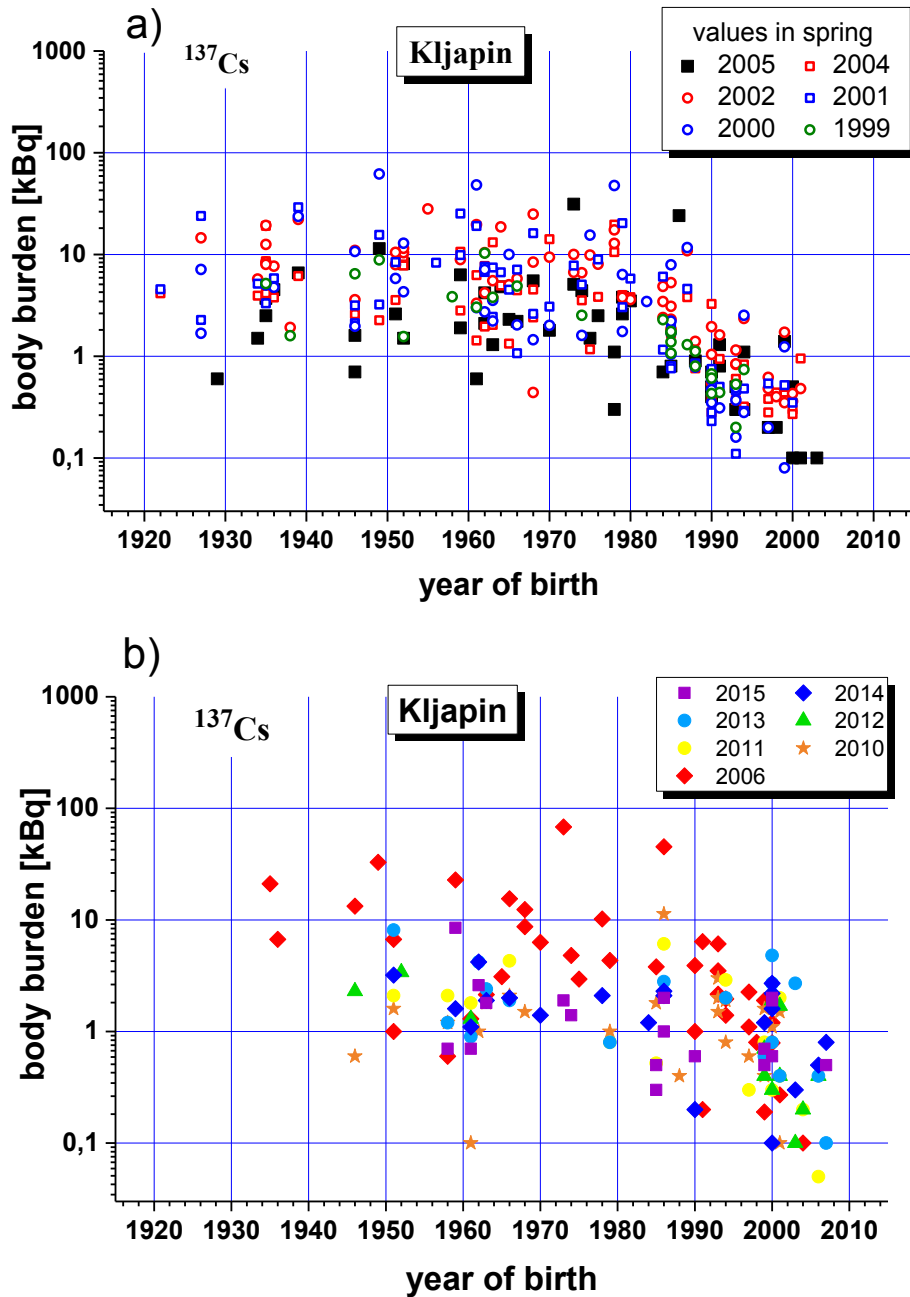 a)
137Cs
Kljapin
values in spring
2005 2004
2002 2001
2000 1999
1000
100
10
1
0,1
body burden [kBq]
1920 1930 1940 1950 1960 1970 1980 1990 2000 2010
year of birth
b)
137Cs
Kljapin
2015 2014
2013 2012
2011 2010
2006
1000
100
10
1
0,1
body burden [kBq]
1920 1930 1940 1950 1960 1970 1980 1990 2000 2010
year of birth